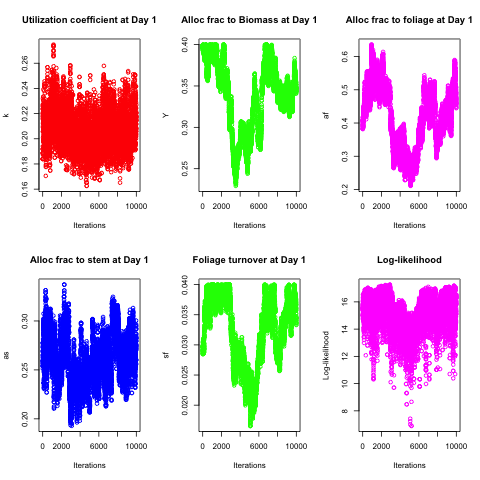 Utilization coefficient at Day 1
k
0.16 0.18 0.20 0.22 0.24 0.26
0 2000 6000 10000
Iterations
Alloc frac to Biomass at Day 1
Y
0.25 0.30 0.35 0.40
0 2000 6000 10000
Iterations
Alloc frac to foliage at Day 1
af
0.2 0.3 0.4 0.5 0.6
0 2000 6000 10000
Iterations
Alloc frac to stem at Day 1
as
0.20 0.25 0.30
0 2000 6000 10000
Iterations
Foliage turnover at Day 1
sf
0.020 0.025 0.030 0.035 0.040
0 2000 6000 10000
Iterations
Log-likelihood
Log-likelihood
8 10 12 14 16
0 2000 6000 10000
Iterations